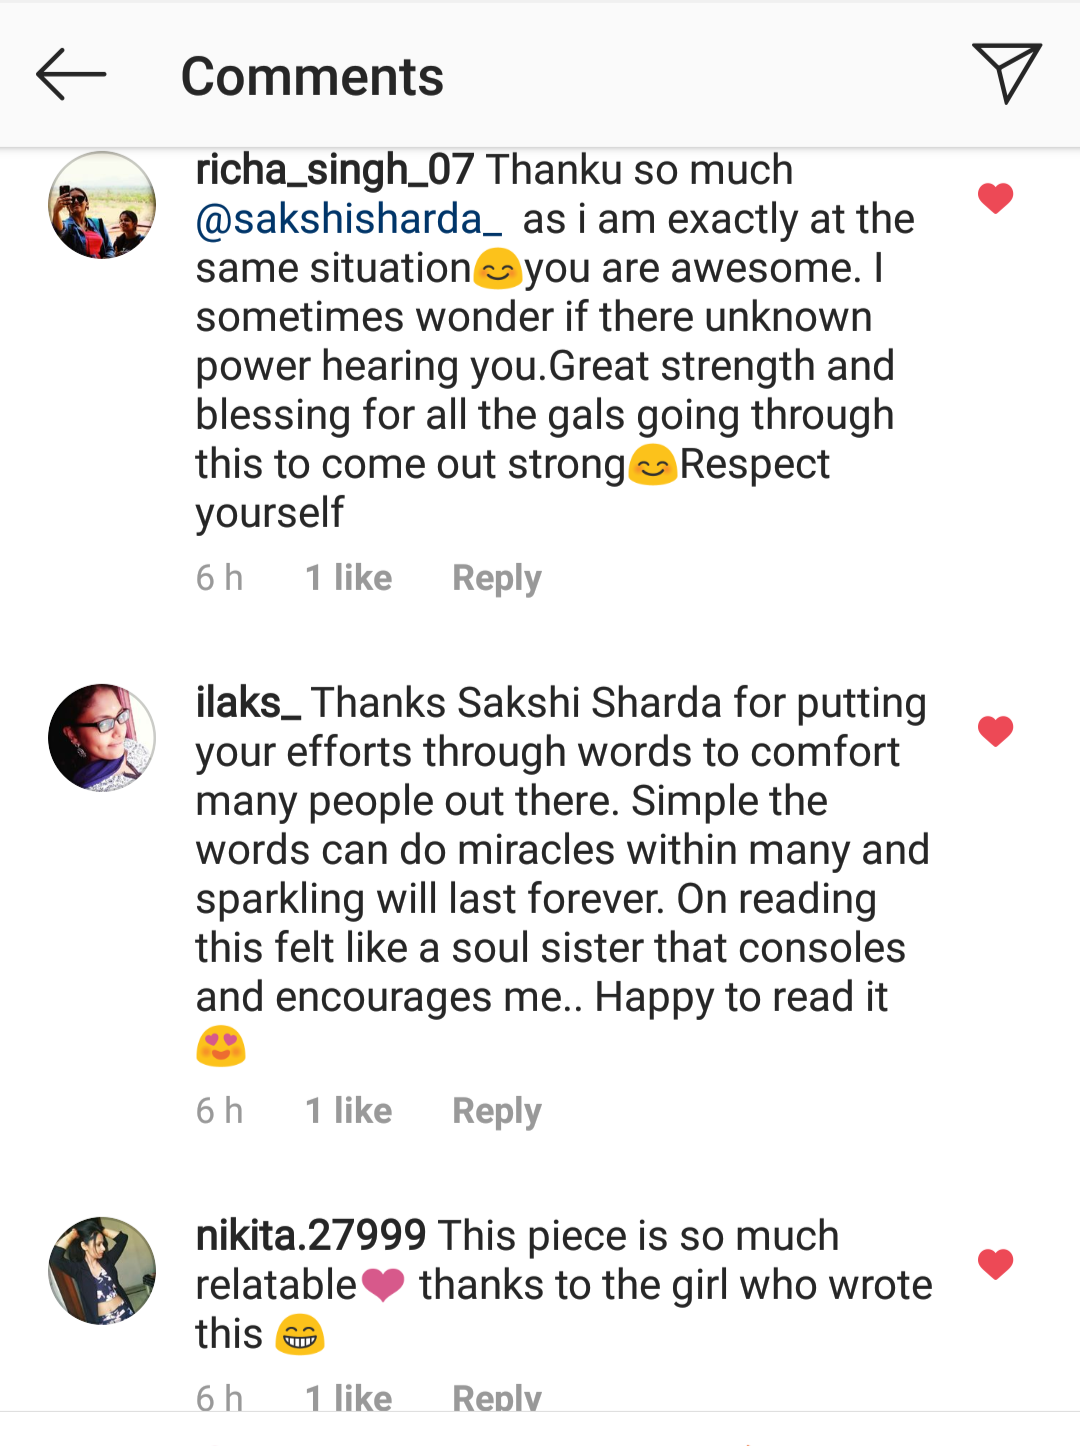 Comments
richa_singh_07 Thanku so much
@sakshisharda_ as i am exactly at the
same situation😊you are awesome. I
sometimes wonder if there unknown
power hearing you.Great strength and
blessing for all the gals going through
this to come out strong😊Respect
yourself
6 h 1 like Reply
ilaks_ Thanks Sakshi Sharda for putting
your efforts through words to comfort
many people out there. Simple the
words can do miracles within many and
sparkling will last forever. On reading
this felt like a soul sister that consoles
and encourages me.. Happy to read it
😍
6 h 1 like Reply
nikita.27999 This piece is so much
relatable❤ thanks to the girl who wrote
this 😁
6 h 1 like Reply